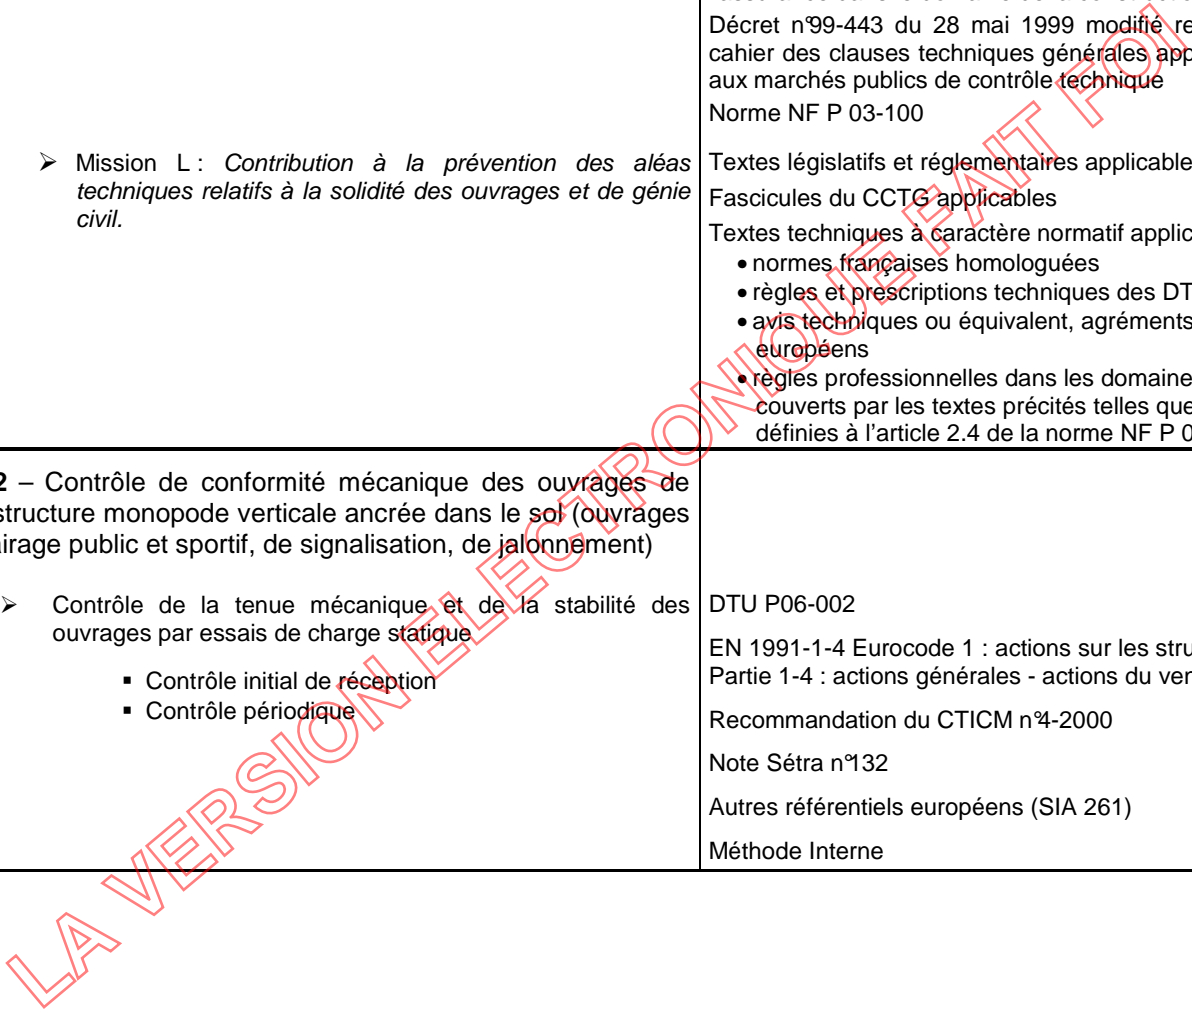 Décret n°99-443 du 28 mai 1999 modifié re
cahier des clauses techniques générales app
aux marchés publics de contrôle technique
Norme NF P 03-100
➢ Mission L : Contribution à la prévention des aléas
techniques relatifs à la solidité des ouvrages et de génie
civil.
Textes législatifs et réglementaires applicable
Fascicules du CCTG applicables
Textes techniques à caractère normatif applic
• normes françaises homologuées
• règles et prescriptions techniques des DT
• avis techniques ou équivalent, agréments
européens
• règles professionnelles dans les domaine
couverts par les textes précités telles que
définies à l'article 2.4 de la norme NF P 0
2 – Contrôle de conformité mécanique des ouvrages de
structure monopode verticale ancrée dans le sol (ouvrages
irage public et sportif, de signalisation, de jalonnement)
➢ Contrôle de la tenue mécanique et de la stabilité des
ouvrages par essais de charge statique
▪ Contrôle initial de réception
▪ Contrôle périodique
DTU P06-002
EN 1991-1-4 Eurocode 1 : actions sur les stru
Partie 1-4 : actions générales - actions du ven
Recommandation du CTICM n°4-2000
Note Sétra n°132
Autres référentiels européens (SIA 261)
Méthode Interne
LA VERSION ELECTRONIQUE FAIT FOI